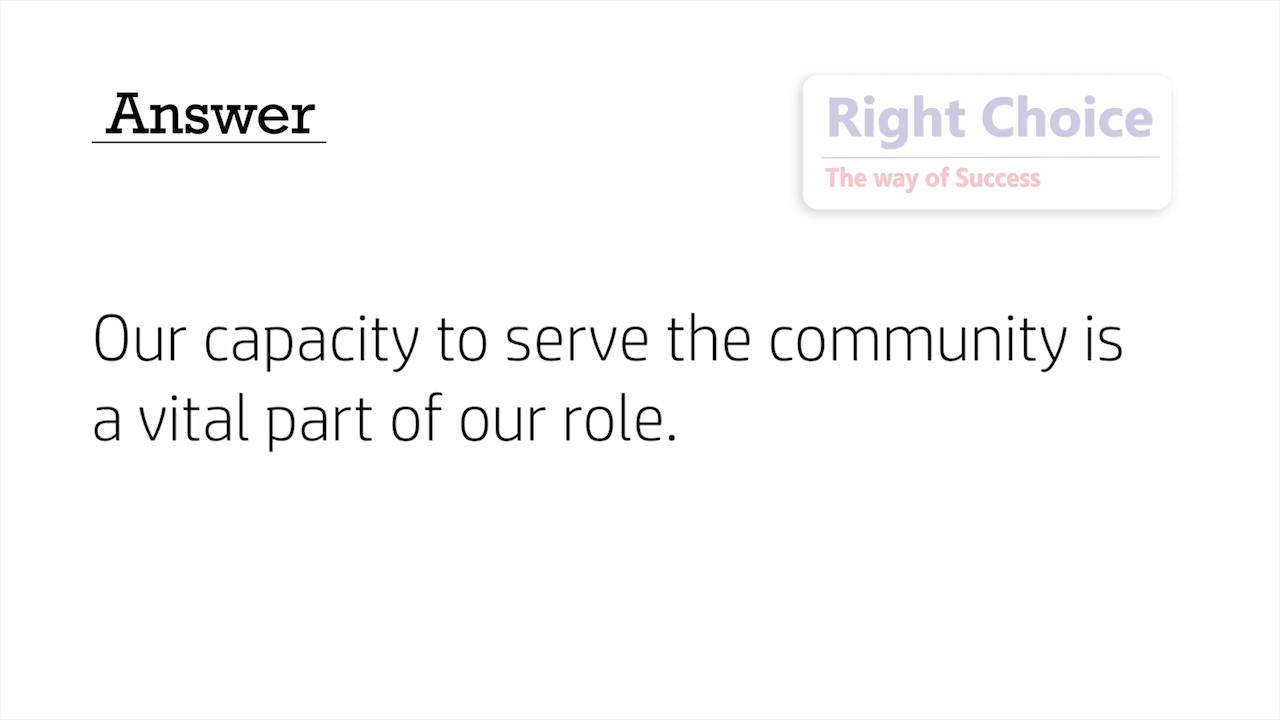 Answer
Right Choice
The way of Success
Our capacity to serve the community is
a vital part of our role.